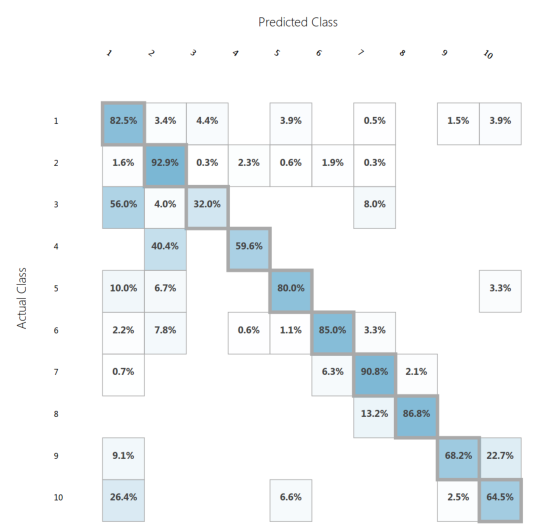 Predicted Class
1 2 3 4 5 6 7 8 9 10
1 82.5% 3.4% 4.4% 3.9% 0.5% 1.5% 3.9%
2 1.6% 92.9% 0.3% 2.3% 0.6% 1.9% 0.3%
3 56.0% 4.0% 32.0% 8.0%
4 40.4% 59.6%
Actual Class
5 10.0% 6.7% 80.0% 3.3%
6 2.2% 7.8% 0.6% 1.1% 85.0% 3.3%
7 0.7% 6.3% 90.8% 2.1%
8 13.2% 86.8%
9 9.1% 68.2% 22.7%
10 26.4% 6.6% 2.5% 64.5%